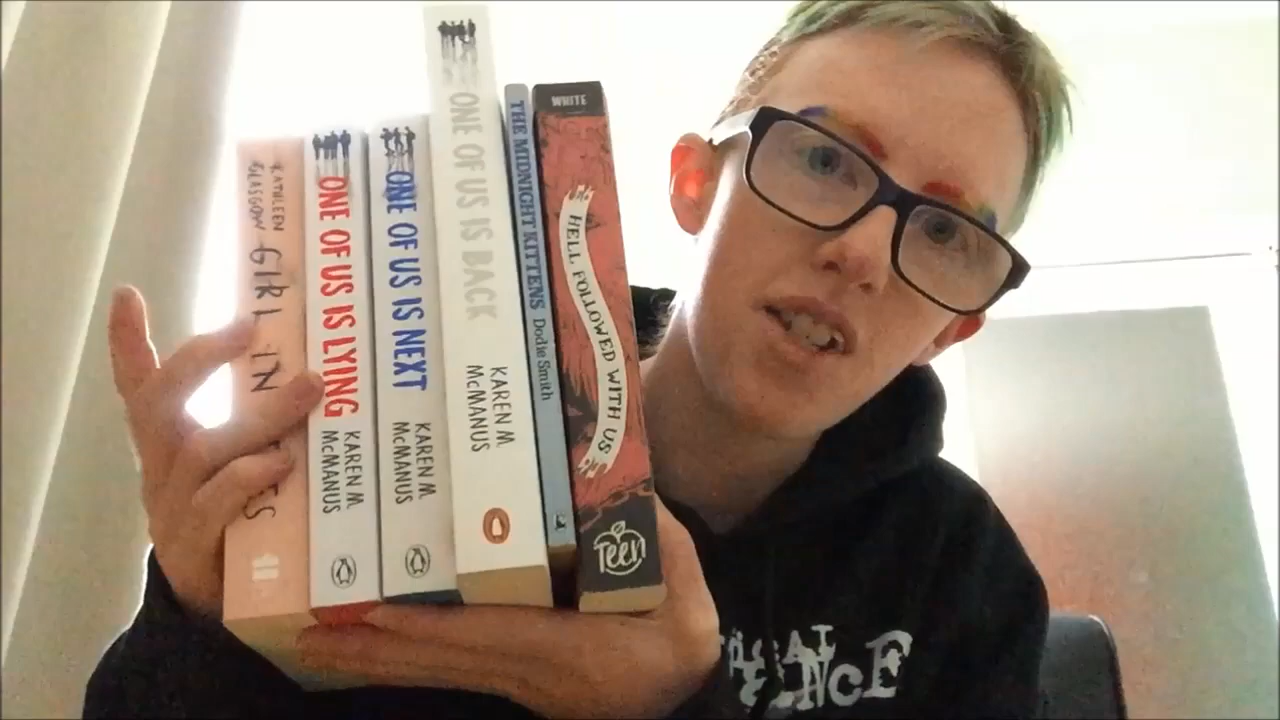 KATHLEEN
GLASGOW
GIRL IN
ES
ONE OF US IS LYING
KAREN M.
McMANUS
ONE OF US IS NEXT
KAREN M.
McMANUS
ONE OF US IS BACK
KAREN M.
McMANUS
THE MIDNIGHT KITTENS Dodie Smith
WHITE
HELL FOLLOWED WITH US
Teen